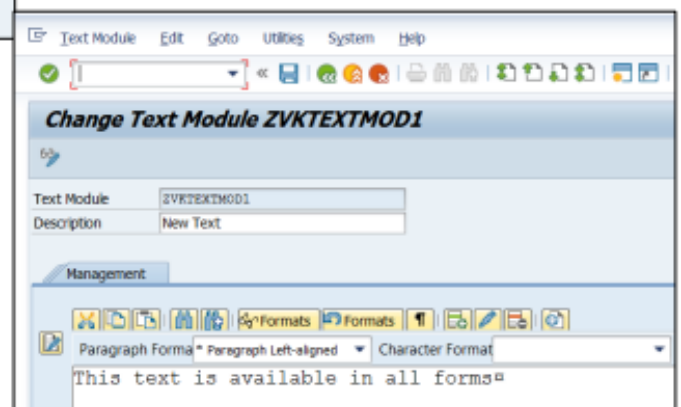 Text Module Edit Goto Utilities System Help
Change Text Module ZVKTEXTMOD1
Text Module ZVKTEXTMOD1
Description New Text
Management
Formats Formats
Paragraph Forma * Paragraph Left-aligned Character Format
This text is available in all forms¤